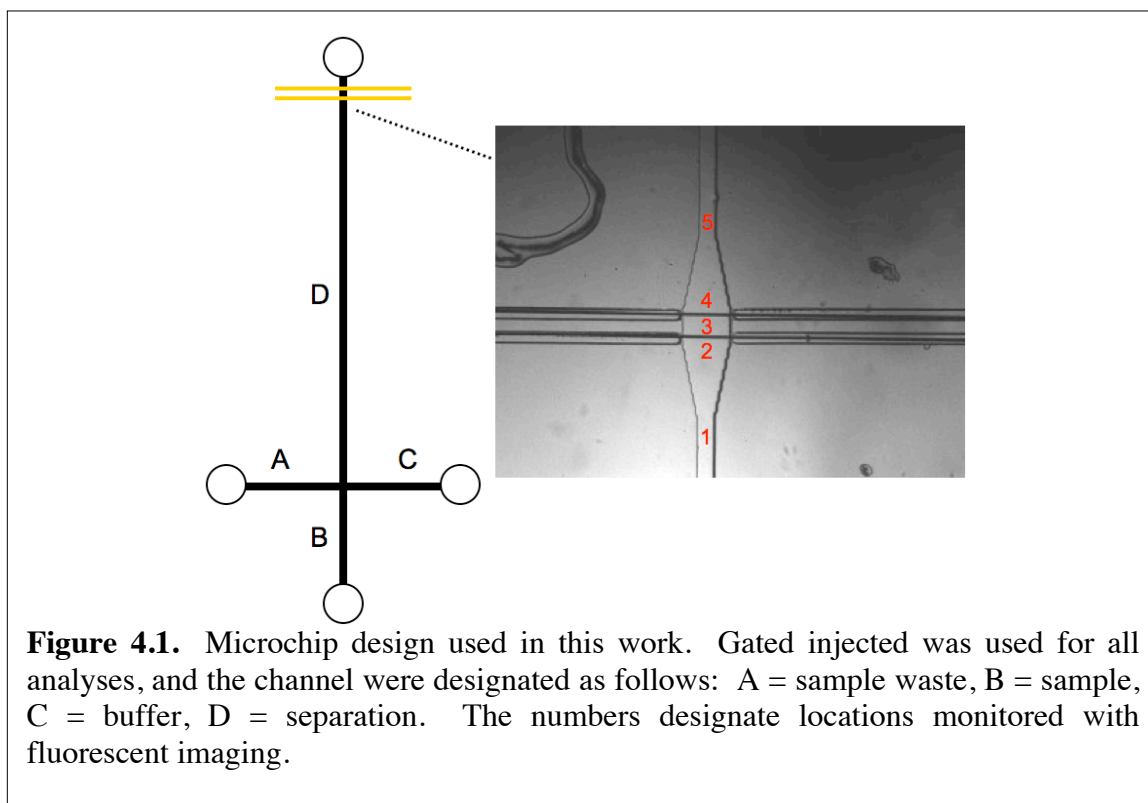 D
A
C
B
5
4
3
2
1
Figure 4.1. Microchip design used in this work. Gated injected was used for all
analyses, and the channel were designated as follows: A = sample waste, B = sample,
C = buffer, D = separation. The numbers designate locations monitored with
fluorescent imaging.